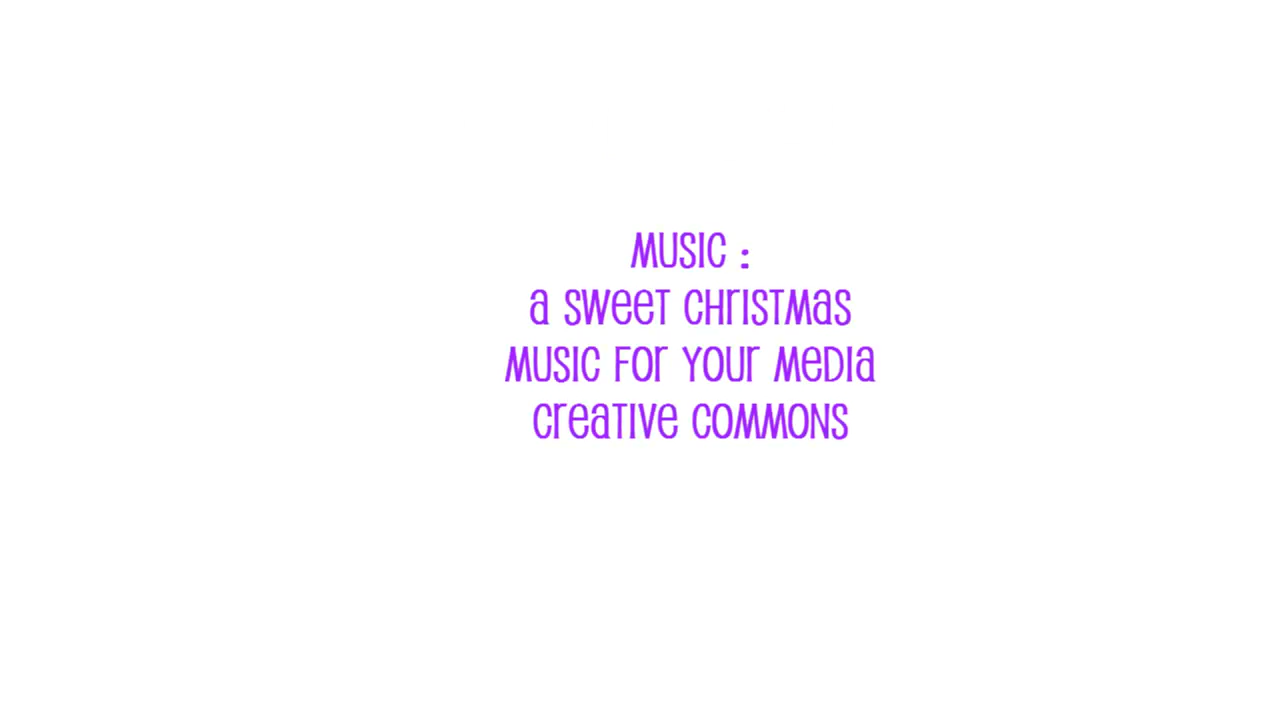 MUSIC :
a sweet christmas
music for your media
creative commons